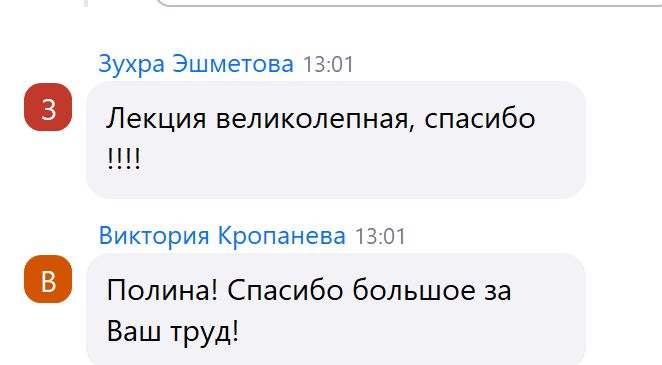 Зухра Эшметова 13:01
З
Лекция великолепная, спасибо
!!!!
Виктория Кропанева 13:01
В
Полина! Спасибо большое за
Ваш труд!